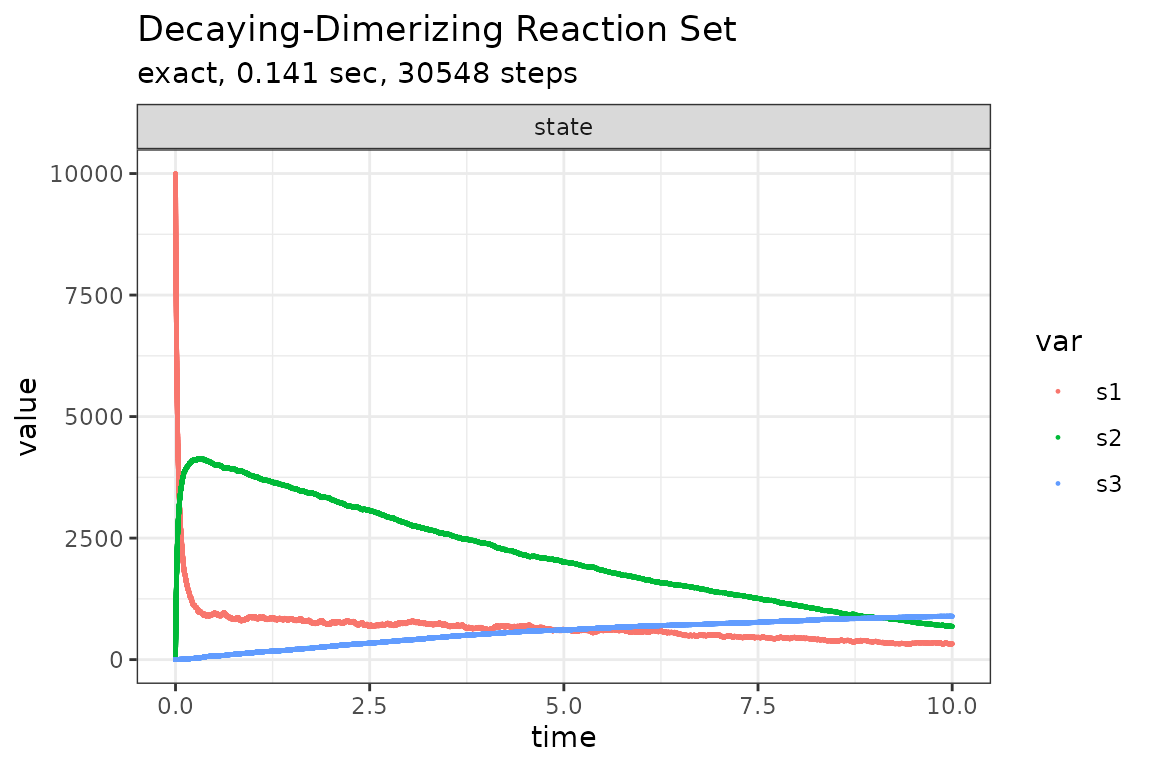 Decaying-Dimerizing Reaction Set
exact, 0.141 sec, 30548 steps
state
10000
7500
5000
2500
0
value
0.0 2.5 5.0 7.5 10.0
time
var
s1
s2
s3